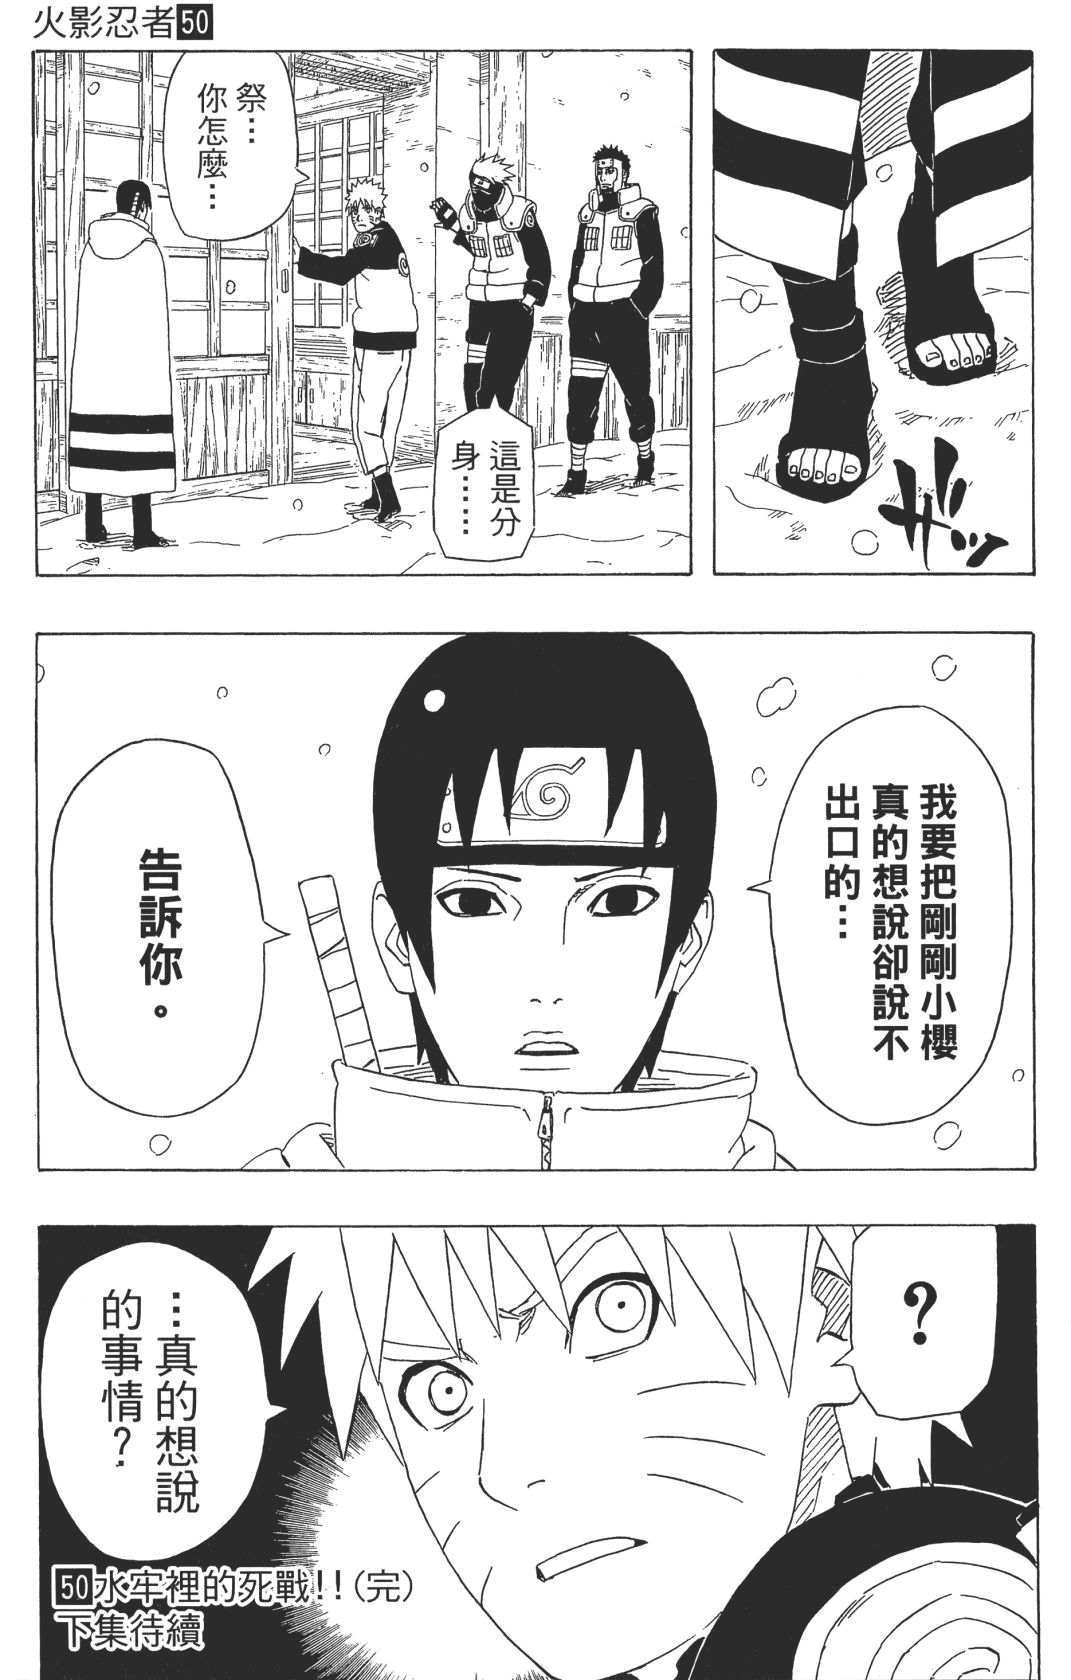 火影忍者50
ザッ
祭…
你怎麼…
這是分
身……
我要把剛剛小櫻
真的想說卻說不
出口的…
告訴你。
？
…真的想說
的事情？
50水牢裡的死戰!!(完)
下集待續